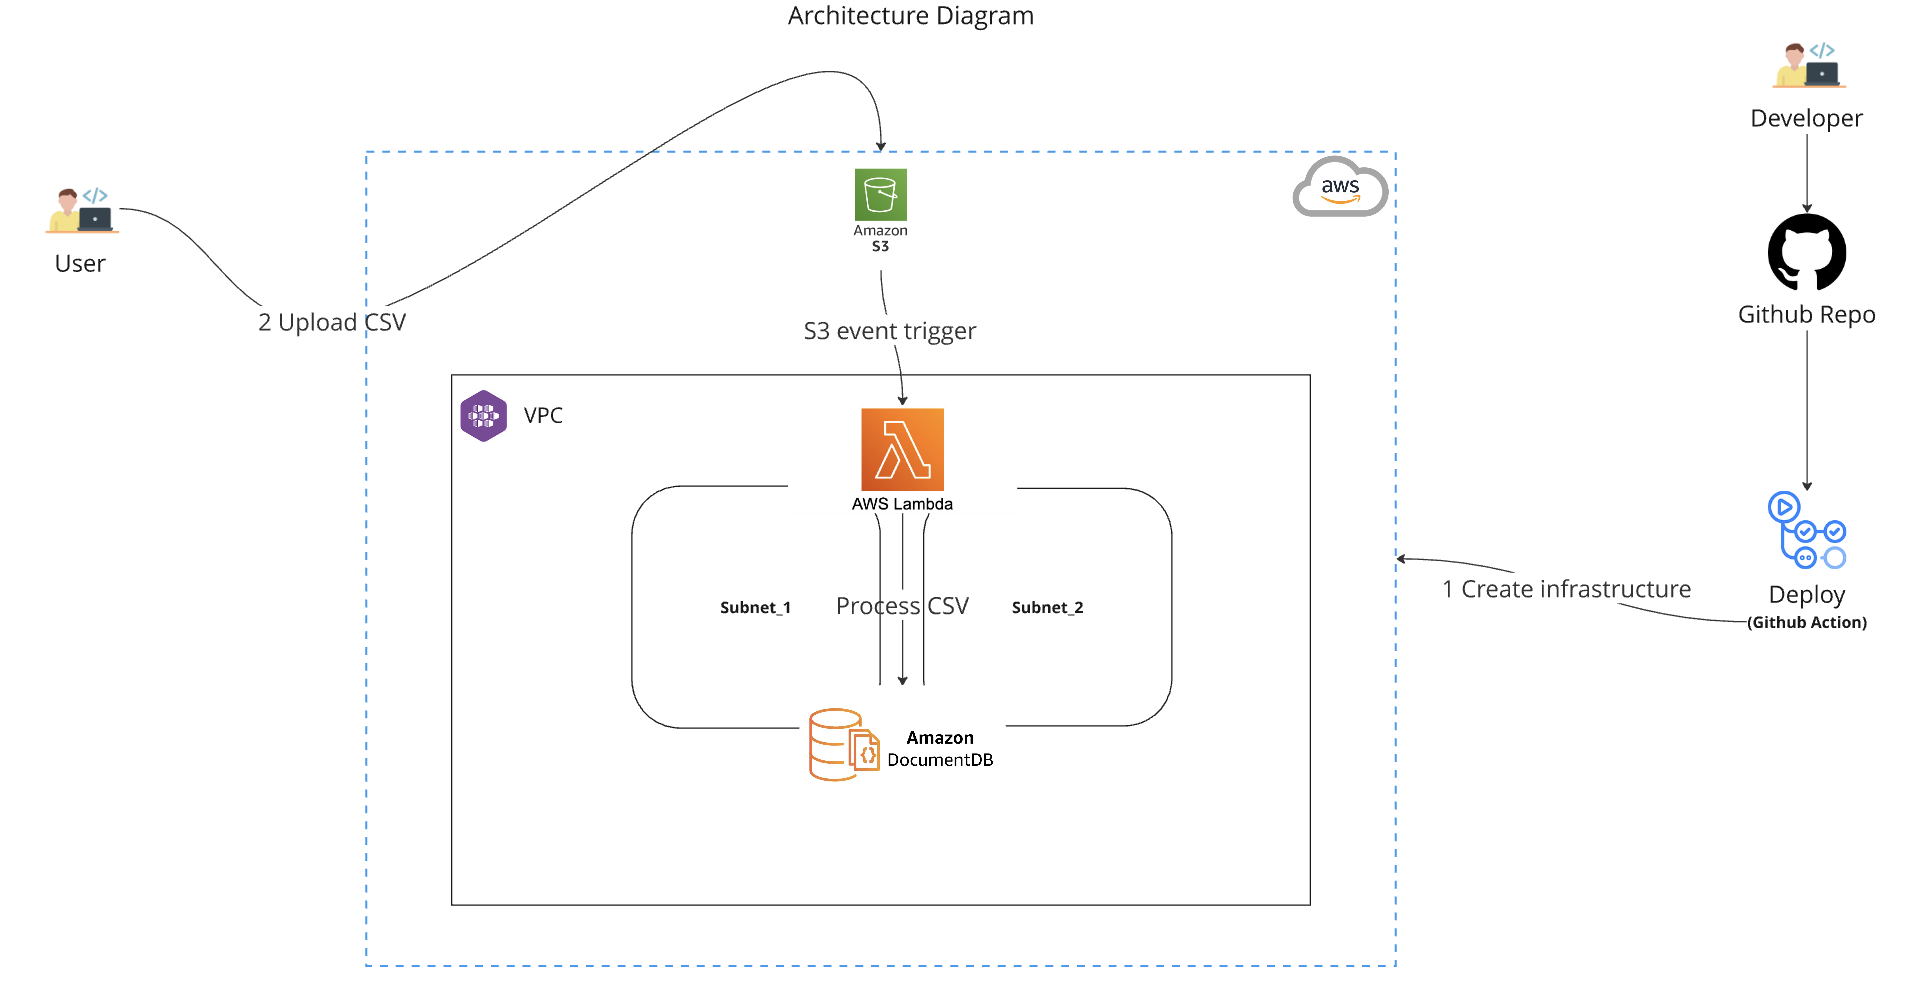 Architecture Diagram
Developer
aws
Amazon
S3
User
Github Repo
2 Upload CSV
S3 event trigger
VPC
AWS Lambda
1 Create infrastructure
Deploy
(Github Action)
Subnet_1
Process CSV
Subnet_2
Amazon
DocumentDB